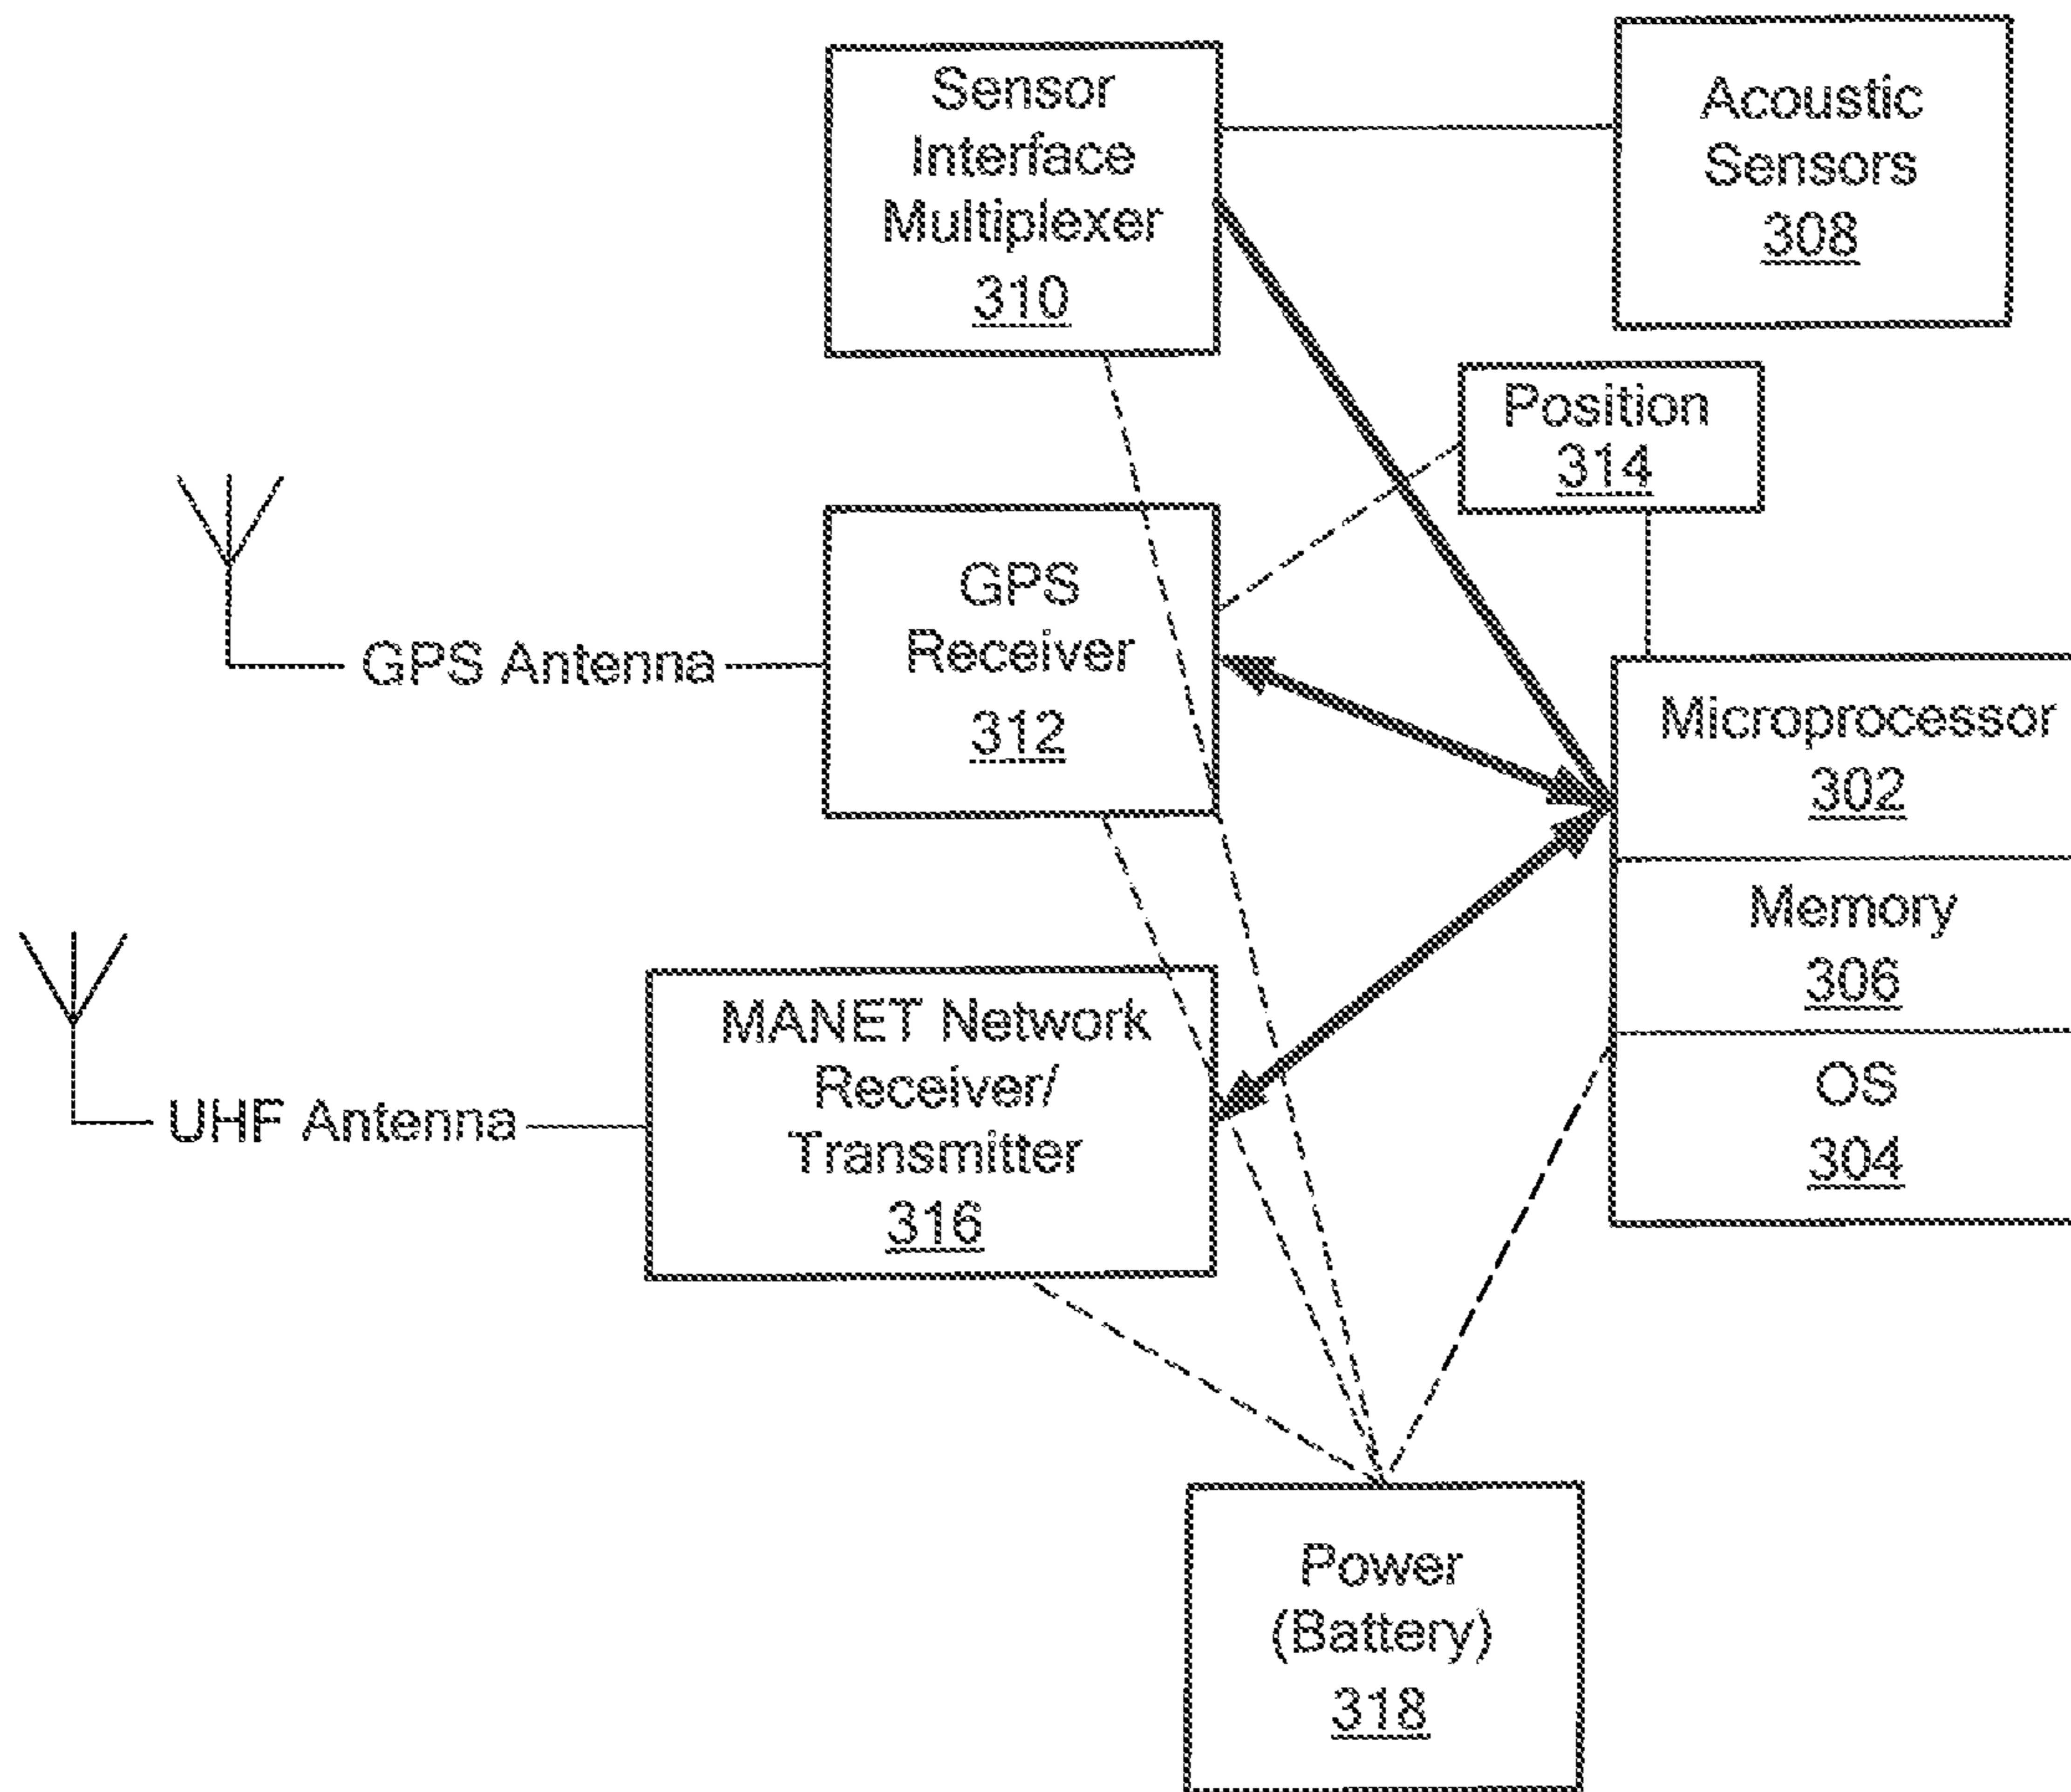 Sensor
Interface
Multiplexer
310
Acoustic
Sensors
308
Position
314
GPS Antenna
GPS
Receiver
312
Microprocessor
302
Memory
306
OS
304
UHF Antenna
MANET Network
Receiver/
Transmitter
316
Power
(Battery)
318